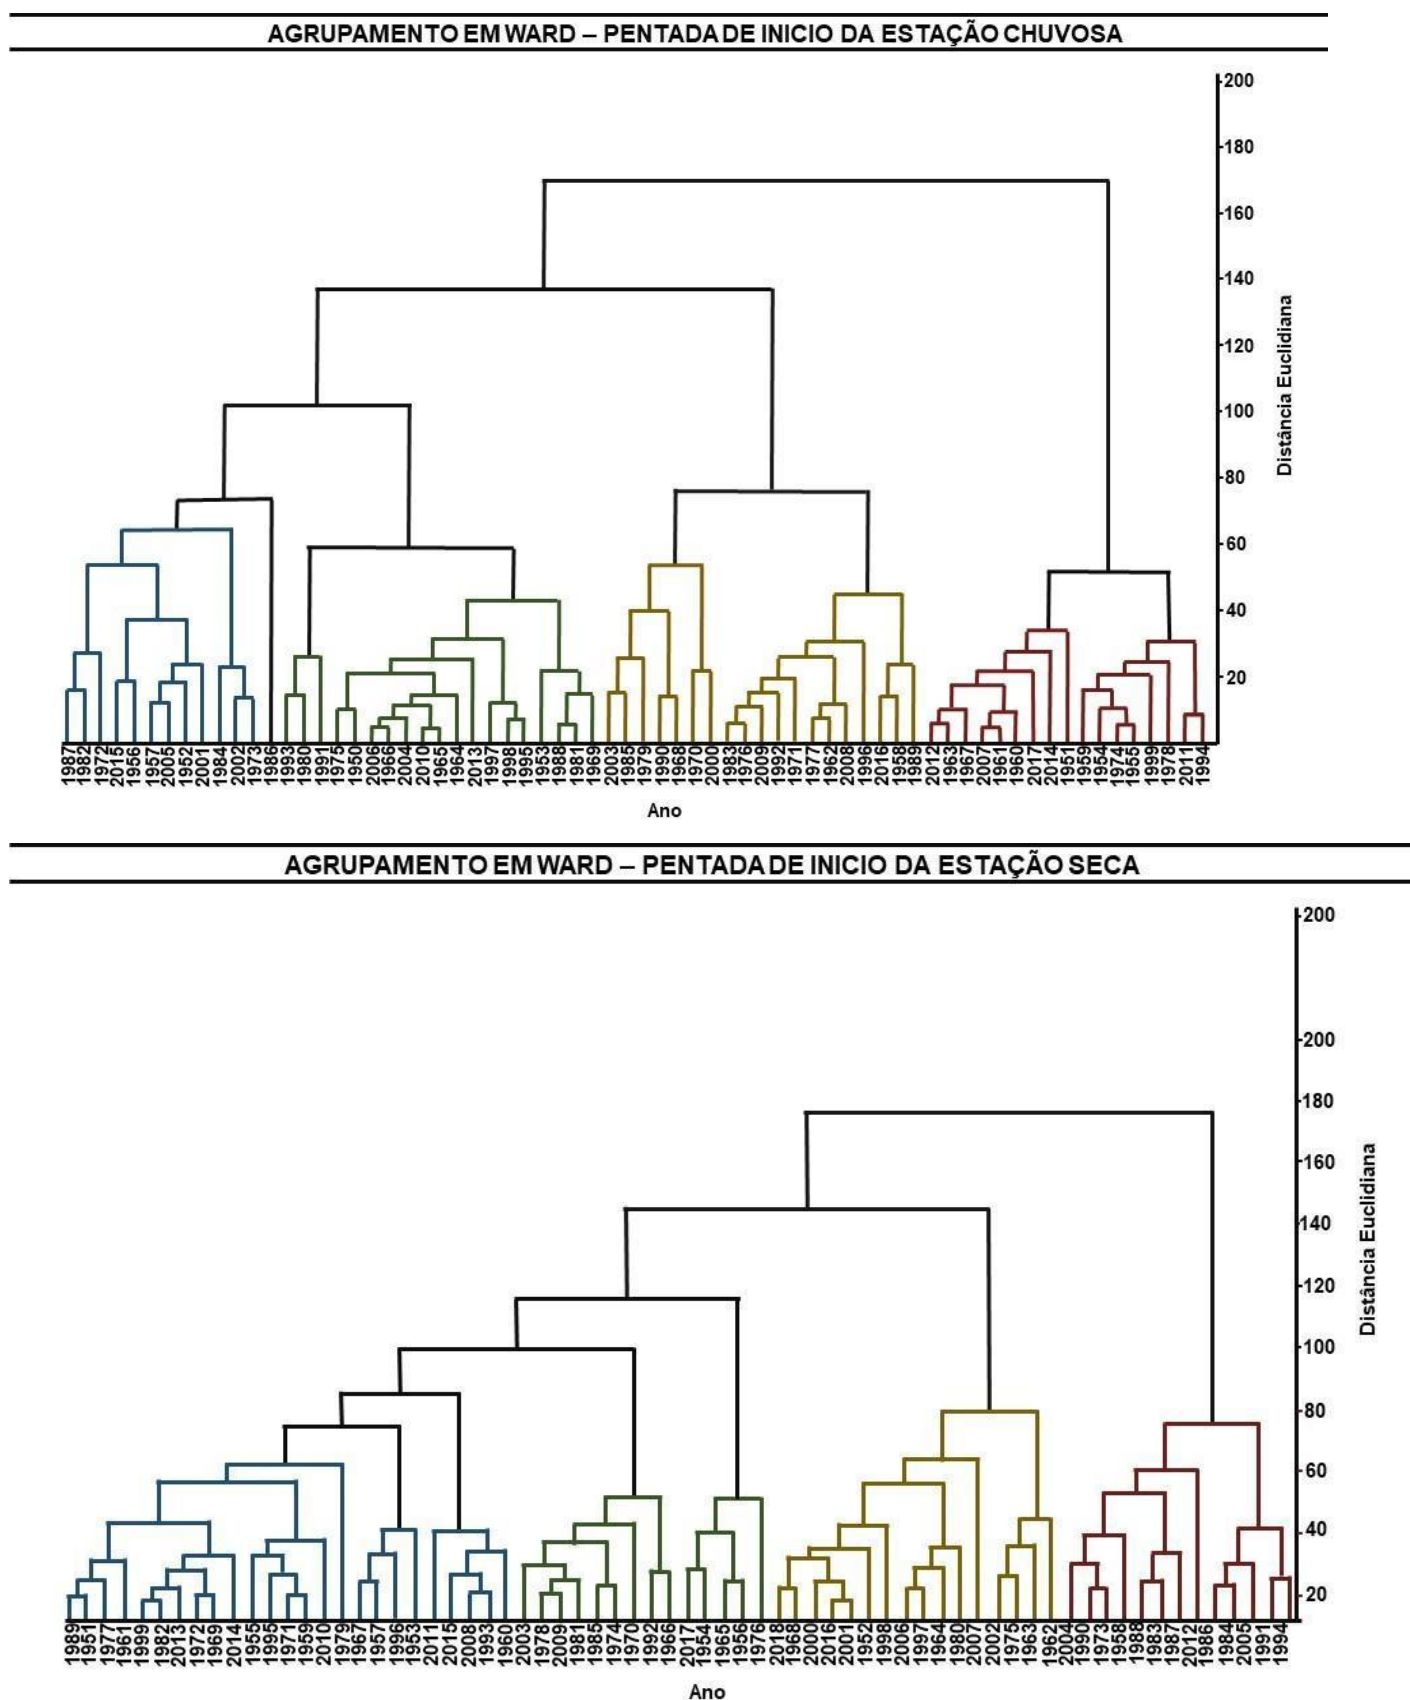 AGRUPAMENTO EM WARD – PENTADA DE INICIO DA ESTAÇÃO CHUVOSA
200
180
160
140
120
100
80
60
40
20
Distância Euclidiana
1987 1982 1972 2015 1956 1957 2005 1952 2001 1984 2002 1973 1986 1993 1980 1991 1975 1950 2006 1966 2004 2010 1965 1964 2013 1997 1998 1995 1953 1988 1981 1969 2003 1985 1979 1990 1968 1970 2000 1983 1976 2009 1992 1971 1977 1962 2008 1996 2016 1958 1989 2012 1963 1967 2007 1961 1960 2017 2014 1951 1959 1954 1974 1955 1999 1978 2011 1994
Ano
AGRUPAMENTO EM WARD – PENTADA DE INICIO DA ESTAÇÃO SECA
200
200
180
160
140
120
100
80
60
40
20
Distância Euclidiana
1989 1951 1977 1961 1999 1982 2013 1972 1969 2014 1955 1995 1971 1959 2010 1979 1967 1957 1996 1953 2011 2015 2008 1993 1960 2003 1978 2009 1981 1985 1974 1970 1992 1966 2017 1954 1965 1956 1976 2018 1968 2000 2016 2001 1952 1998 2006 1997 1964 1980 2007 2002 1975 1963 1962 2004 1990 1973 1958 1988 1983 1987 2012 1986 1984 2005 1991 1994
Ano